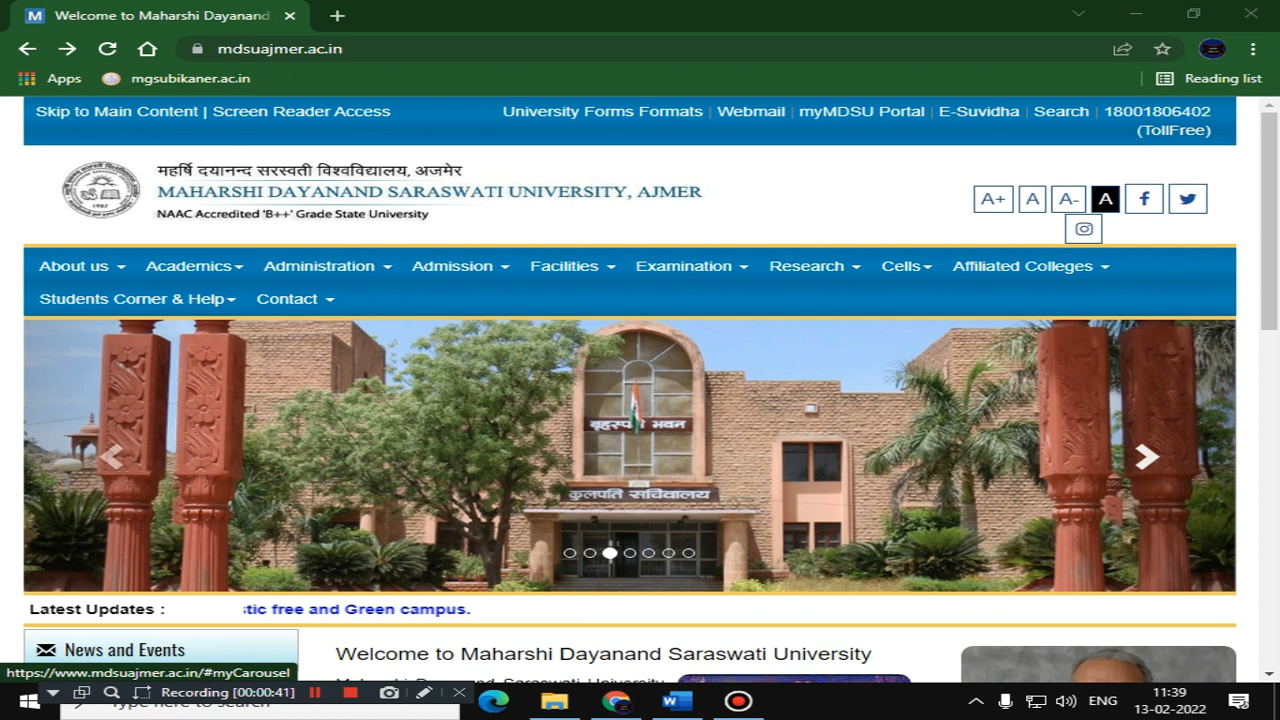 M Welcome to Maharshi Dayanand
mdsuajmer.ac.in
Apps mgsubikaner.ac.in Reading list
Skip to Main Content | Screen Reader Access University Forms Formats | Webmail | myMDSU Portal | E-Suvidha | Search | 18001806402
(TollFree)
महर्षि दयानन्द सरस्वती विश्वविद्यालय, अजमेर
MAHARSHI DAYANAND SARASWATI UNIVERSITY, AJMER
NAAC Accredited 'B++' Grade State University
A+ A A- A
About us Academics Administration Admission Facilities Examination Research Cells Affiliated Colleges
Students Corner & Help Contact
भवन
कुलपति सचिवालय
Latest Updates : stic free and Green campus.
News and Events
Welcome to Maharshi Dayanand Saraswati University
Maharshi Dayanand Saraswati University
https://www.mdsuajmer.ac.in/#myCarousel
Recording [00:00:41]
Type here to search
ENG 11:39
13-02-2022